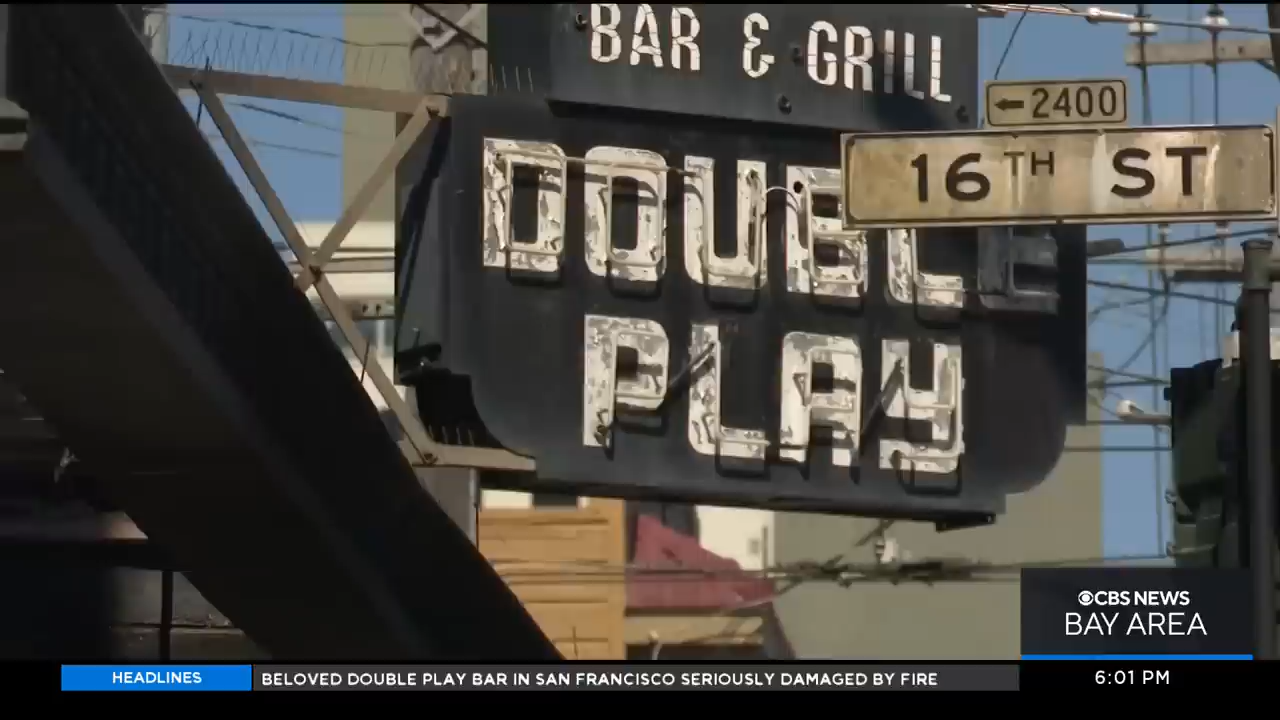 BAR & GRILL
DOUBLE
PLAY
←2400
16TH ST
CBS NEWS
BAY AREA
HEADLINES
BELOVED DOUBLE PLAY BAR IN SAN FRANCISCO SERIOUSLY DAMAGED BY FIRE
6:01 PM